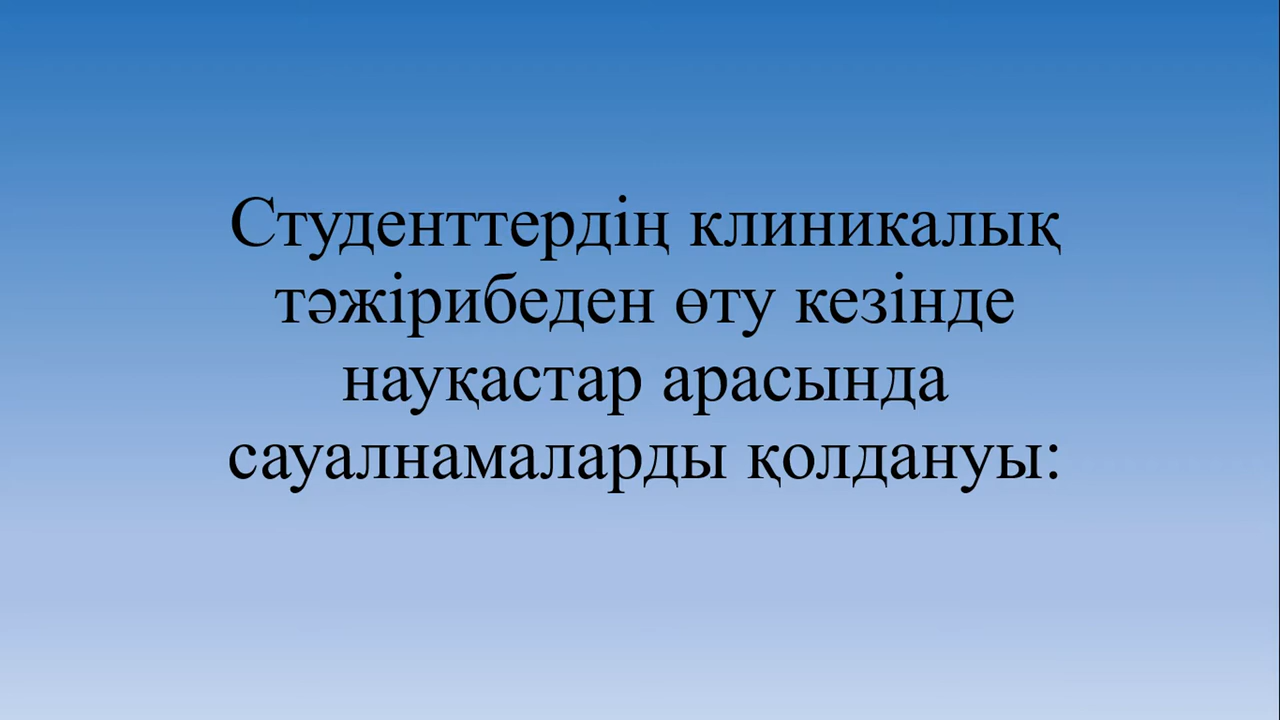 Студенттердің клиникалық
тәжірибеден өту кезінде
науқастар арасында
сауалнамаларды қолдануы: